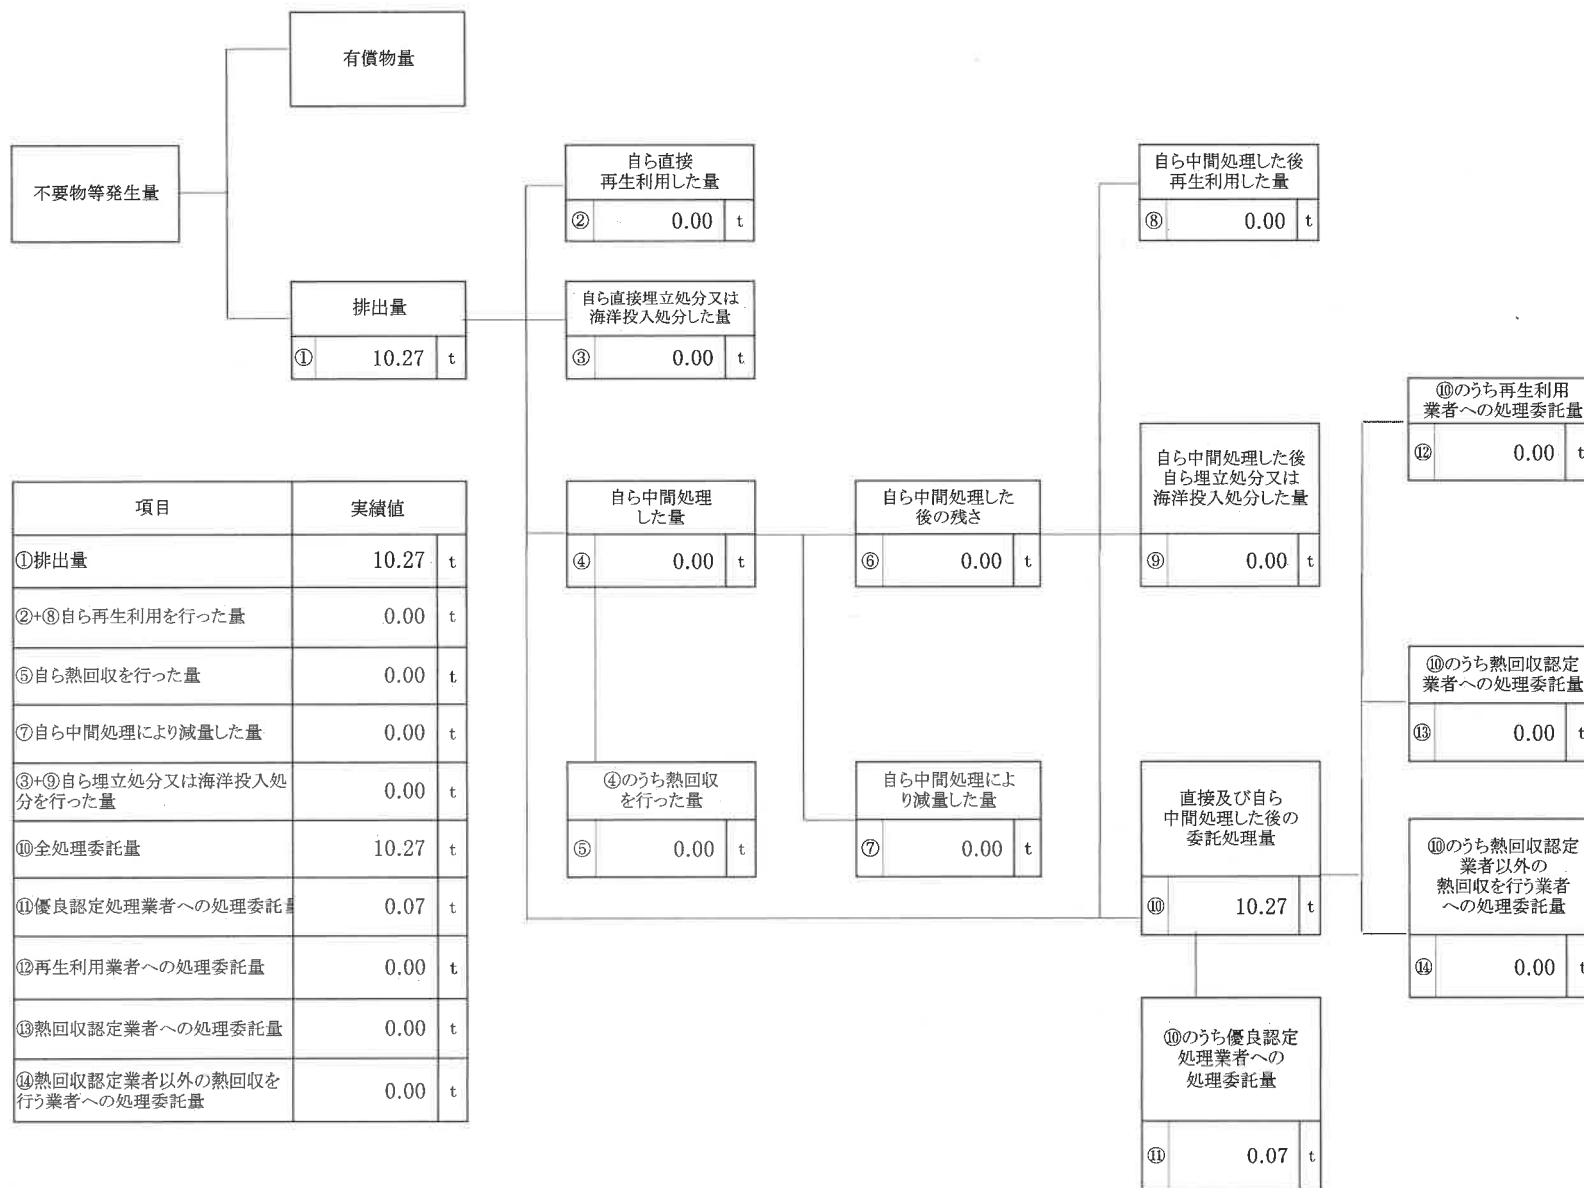 有償物量
不要物等発生量
排出量
① 10.27 t
自ら直接
再生利用した量
② 0.00 t
自ら直接埋立処分又は
海洋投入処分した量
③ 0.00 t
自ら中間処理
した量
④ 0.00 t
④のうち熱回収
を行った量
⑤ 0.00 t
自ら中間処理した
後の残さ
⑥ 0.00 t
自ら中間処理によ
り減量した量
⑦ 0.00 t
自ら中間処理した後
再生利用した量
⑧ 0.00 t
自ら中間処理した後
自ら埋立処分又は
海洋投入処分した量
⑨ 0.00 t
直接及び自ら
中間処理した後の
委託処理量
⑩ 10.27 t
⑩のうち優良認定
処理業者への
処理委託量
⑪ 0.07 t
⑩のうち再生利用
業者への処理委託量
⑫ 0.00 t
⑩のうち熱回収認定
業者への処理委託量
⑬ 0.00 t
⑩のうち熱回収認定
業者以外の
熱回収を行う業者
への処理委託量
⑭ 0.00 t
項目 実績値
①排出量 10.27 t
②+⑧自ら再生利用を行った量 0.00 t
⑤自ら熱回収を行った量 0.00 t
⑦自ら中間処理により減量した量 0.00 t
③+⑨自ら埋立処分又は海洋投入処
分を行った量 0.00 t
⑩全処理委託量 10.27 t
⑪優良認定処理業者への処理委託量 0.07 t
⑫再生利用業者への処理委託量 0.00 t
⑬熱回収認定業者への処理委託量 0.00 t
⑭熱回収認定業者以外の熱回収を
行う業者への処理委託量 0.00 t